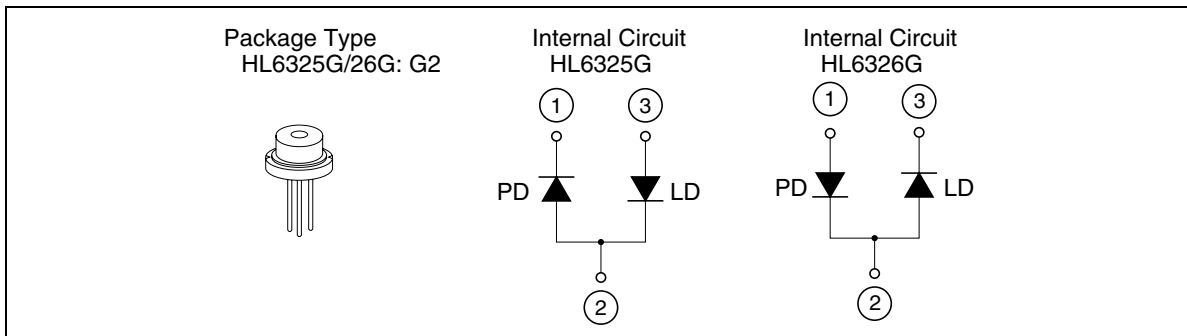 Package Type
HL6325G/26G: G2
Internal Circuit
HL6325G
1
3
PD
LD
2
Internal Circuit
HL6326G
1
3
PD
LD
2